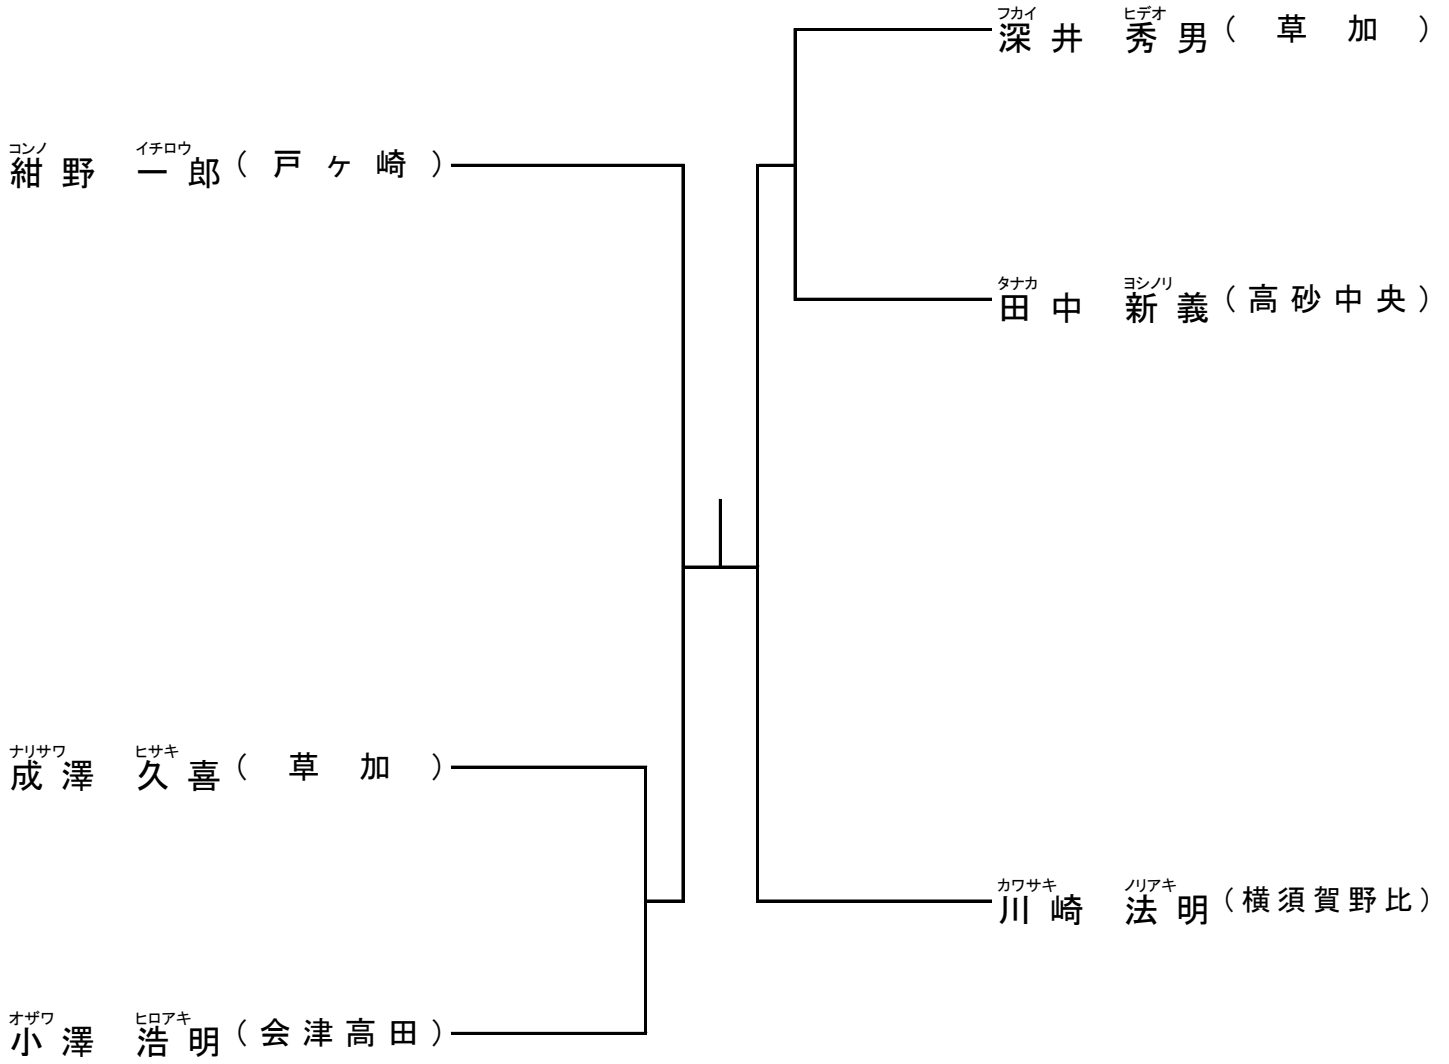 コンノ イチロウ
紺野 一郎 (戸ヶ崎)
ナリサワ ヒサキ
成澤 久喜 (草加)
オザワ ヒロアキ
小澤 浩明 (会津高田)
フカイ ヒデオ
深井 秀男 (草加)
タナカ ヨシノリ
田中 新義 (高砂中央)
カワサキ ノリアキ
川崎 法明 (横須賀野比)